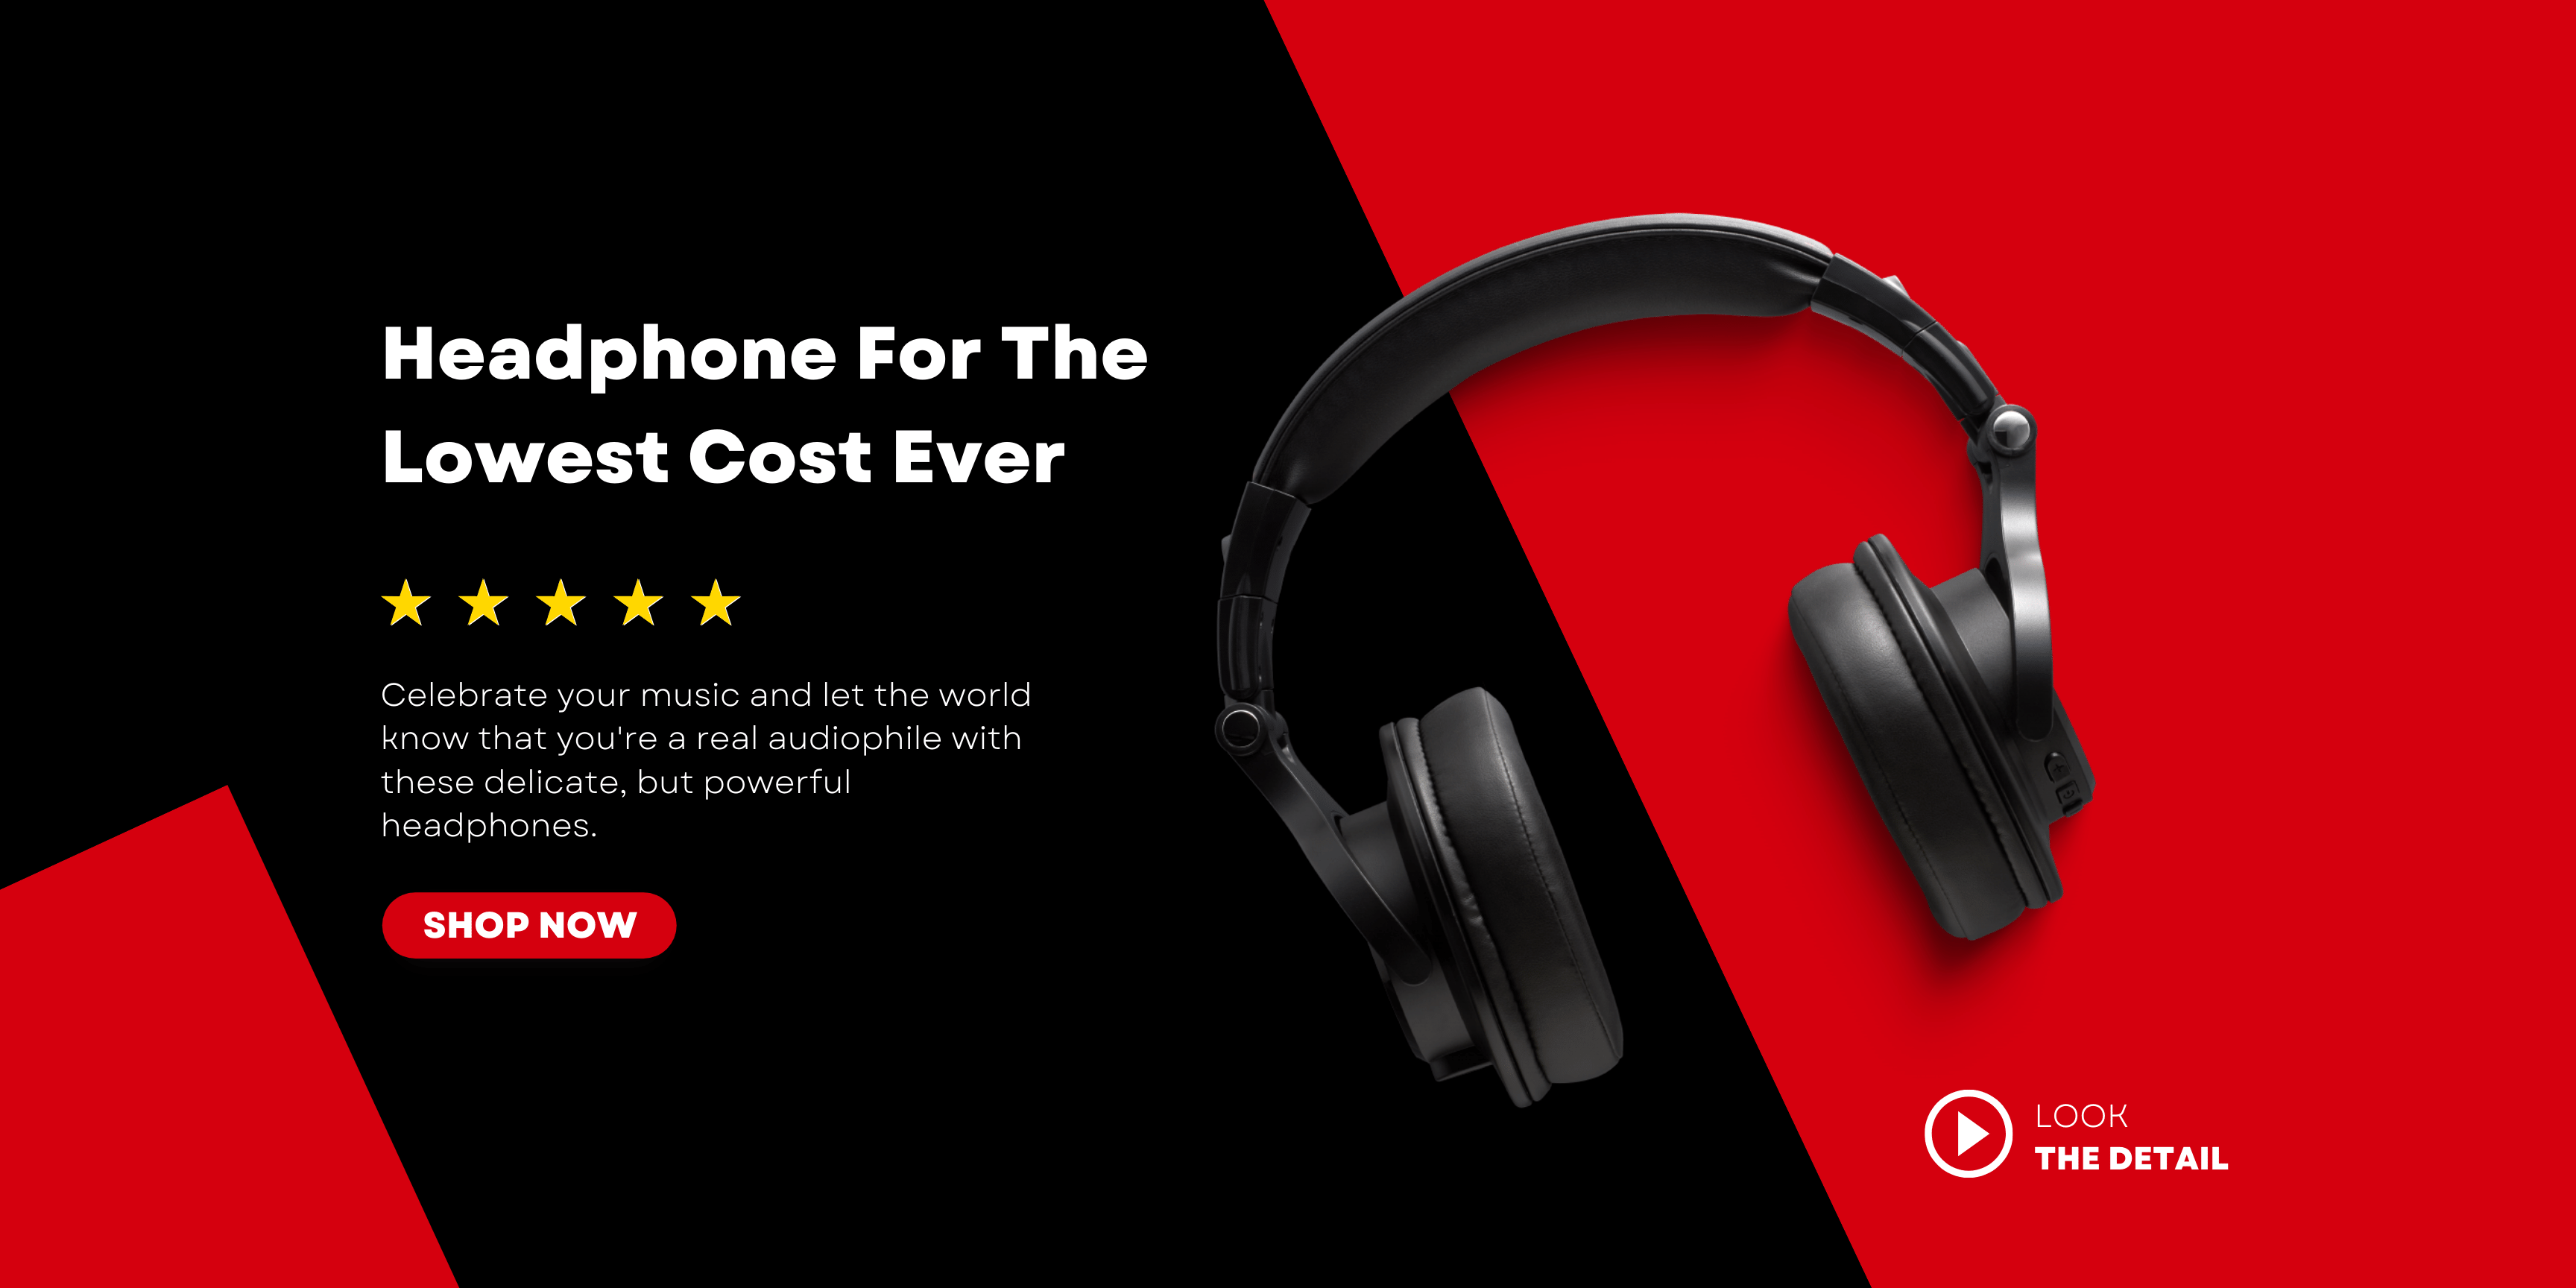 Headphone For The
Lowest Cost Ever
Celebrate your music and let the world
know that you're a real audiophile with
these delicate, but powerful
headphones.
SHOP NOW
LOOK
THE DETAIL